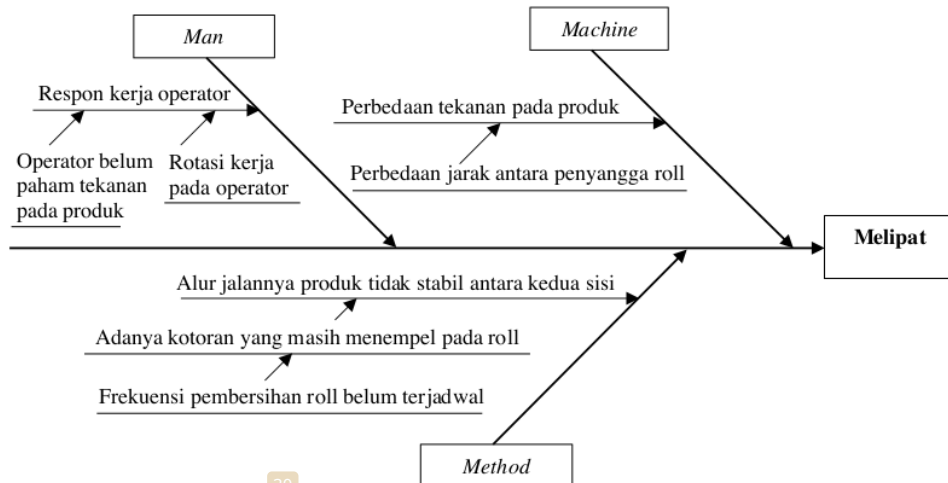 Man
Machine
Respon kerja operator
Perbedaan tekanan pada produk
Operator belum
paham tekanan
pada produk
Rotasi kerja
pada operator
Perbedaan jarak antara penyangga roll
Melipat
Alur jalannya produk tidak stabil antara kedua sisi
Adanya kotoran yang masih menempel pada roll
Frekuensi pembersihan roll belum terjadwal
Method